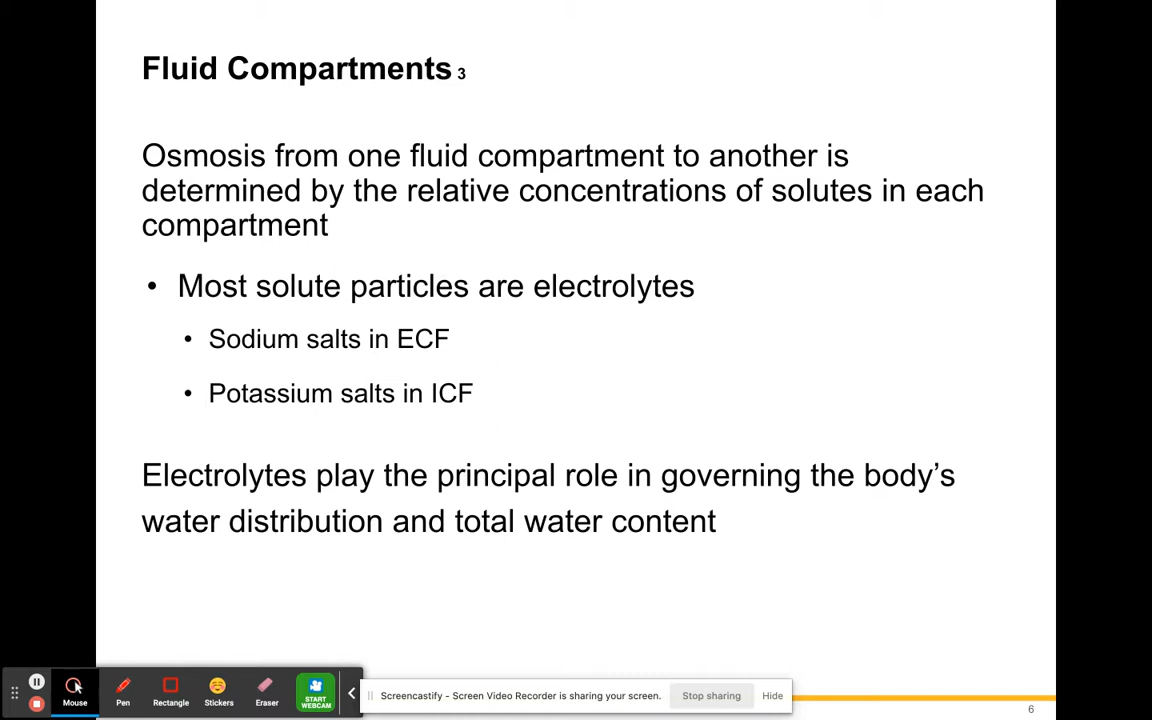 Fluid Compartments 3
Osmosis from one fluid compartment to another is
determined by the relative concentrations of solutes in each
compartment
• Most solute particles are electrolytes
• Sodium salts in ECF
• Potassium salts in ICF
Electrolytes play the principal role in governing the body’s
water distribution and total water content
Mouse
Pen
Rectangle
Stickers
Eraser
START
WEBCAM
Screencastify - Screen Video Recorder is sharing your screen.
Stop sharing
Hide
6